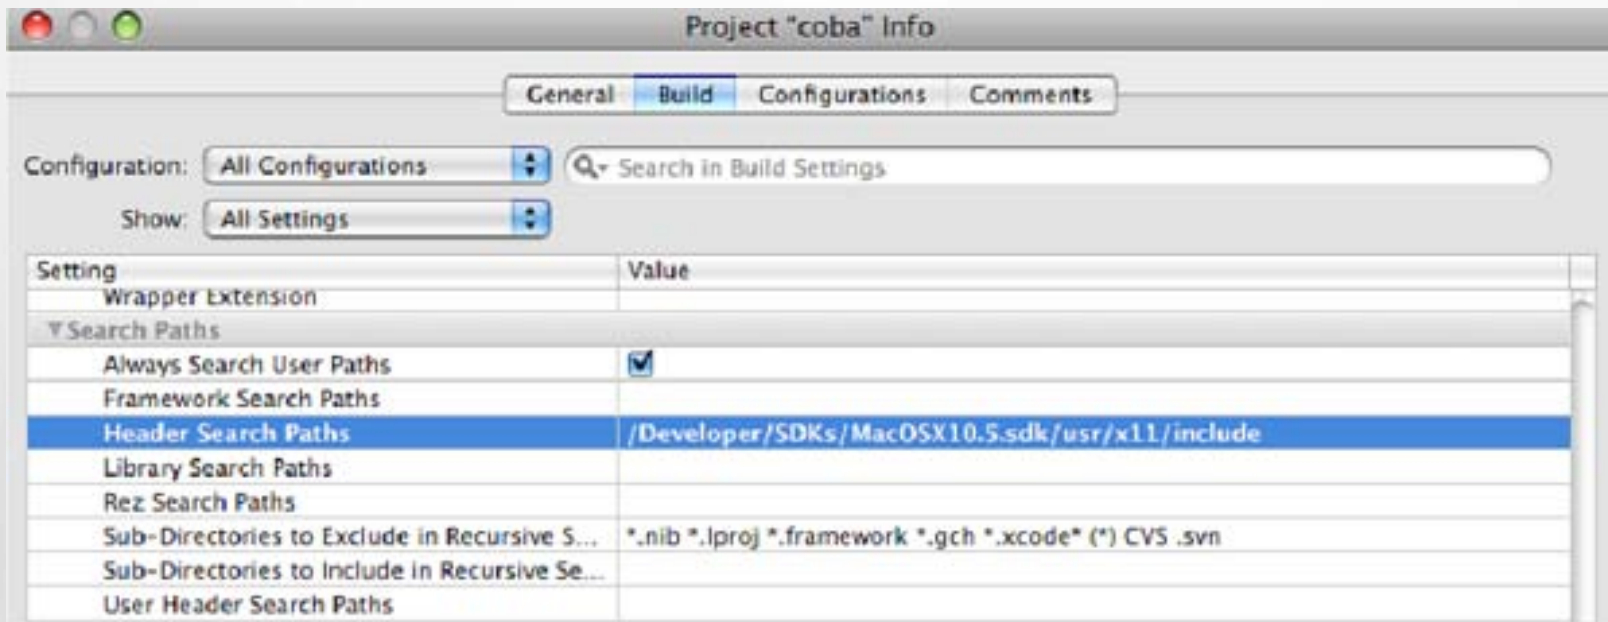 Project "coba" Info
General Build Configurations Comments
Configuration: All Configurations Search in Build Settings
Show: All Settings
Setting Value
Wrapper Extension
Search Paths
Always Search User Paths
Framework Search Paths
Header Search Paths /Developer/SDKs/MacOSX10.5.sdk/usr/x11/include
Library Search Paths
Rez Search Paths
Sub-Directories to Exclude in Recursive S... *.nib *.lproj *.framework *.gch *.xcode* (*) CVS .svn
Sub-Directories to Include in Recursive Se...
User Header Search Paths